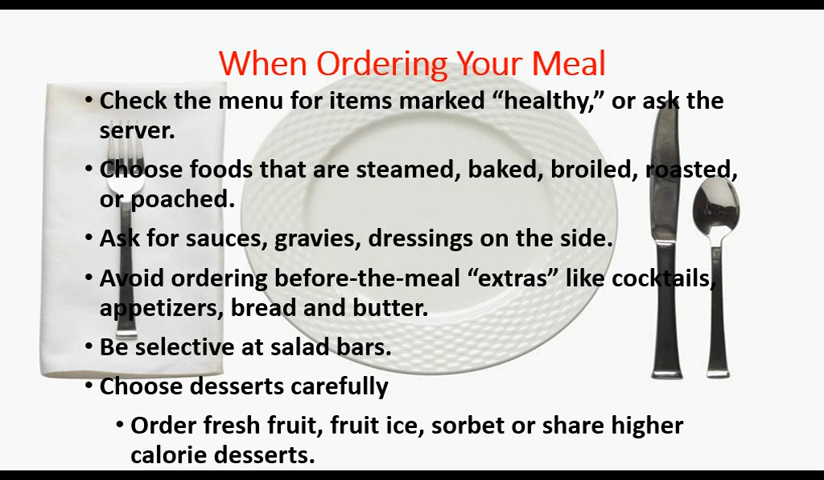 When Ordering Your Meal
• Check the menu for items marked “healthy,” or ask the
server.
• Choose foods that are steamed, baked, broiled, roasted,
or poached.
• Ask for sauces, gravies, dressings on the side.
• Avoid ordering before-the-meal “extras” like cocktails,
appetizers, bread and butter.
• Be selective at salad bars.
• Choose desserts carefully
• Order fresh fruit, fruit ice, sorbet or share higher
calorie desserts.